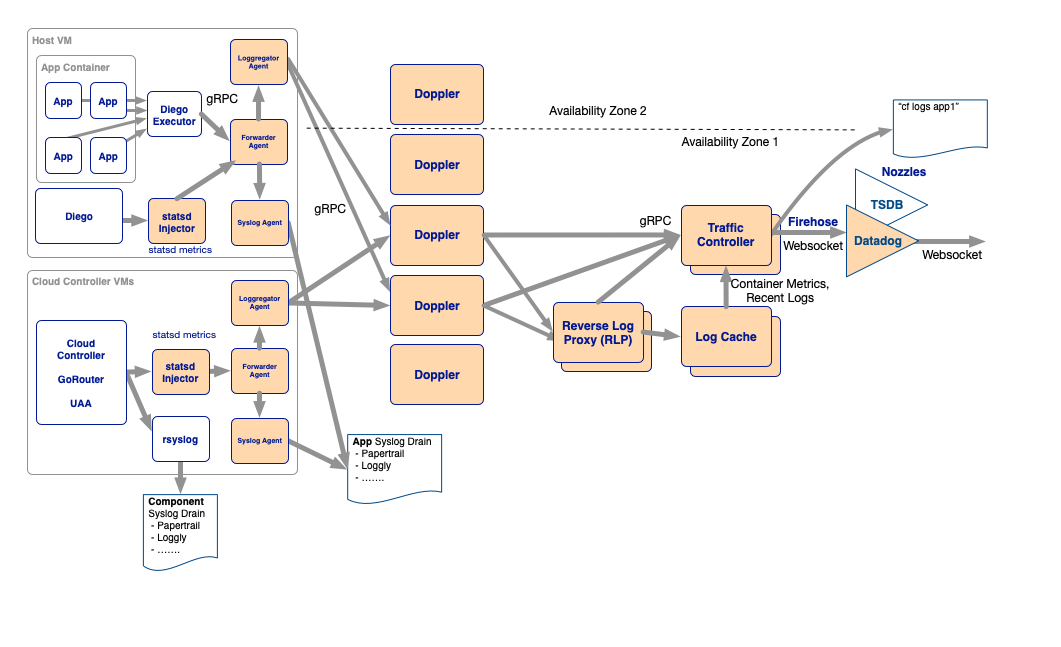 Host VM
App Container
App
App
App
App
Diego
Executor
gRPC
Loggregator
Agent
Forwarder
Agent
Syslog Agent
Diego
statsd
Injector
statsd metrics
Cloud Controller VMs
Cloud
Controller
GoRouter
UAA
statsd metrics
statsd
Injector
rsyslog
Loggregator
Agent
Forwarder
Agent
Syslog Agent
Component
Syslog Drain
- Papertrail
- Loggly
- …….
App Syslog Drain
- Papertrail
- Loggly
- …….
gRPC
Doppler
Doppler
Doppler
Doppler
Doppler
Availability Zone 2
Availability Zone 1
gRPC
Reverse Log
Proxy (RLP)
Traffic
Controller
Container Metrics,
Recent Logs
Log Cache
“cf logs app1”
Nozzles
TSDB
Firehose
Websocket
Datadog
Websocket